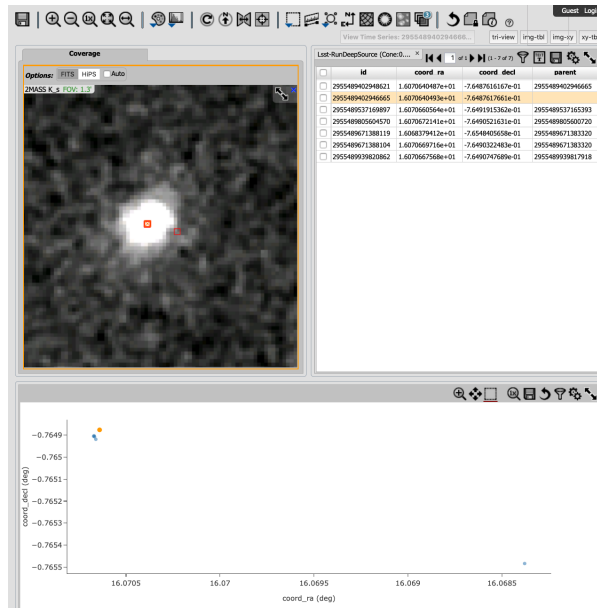 Guest Logi
View Time Series: 295548940294666...
tri-view img-tbl img-xy xy-tb
Coverage
Options: FITS HiPS Auto
2MASS K_s FOV: 1.3'
Lsst-RunDeepSource (Cone:0.... × 1 of 1 (1 - 7 of 7)
id coord_ra coord_decl parent
2955489402948621 1.6070640487e+01 -7.6487616167e-01 2955489402946665
2955489402946665 1.6070640493e+01 -7.6487617661e-01
2955489537169897 1.6070660564e+01 -7.6491915362e-01 2955489537165393
2955489805604570 1.6070672141e+01 -7.6490521631e-01 2955489805600720
2955489671388119 1.6068379412e+01 -7.6548405658e-01 2955489671383320
2955489671388104 1.6070669716e+01 -7.6490322483e-01 2955489671383320
2955489939820862 1.6070667568e+01 -7.6490747689e-01 2955489939817918
−0.7649
−0.765
−0.7651
−0.7652
−0.7653
−0.7654
−0.7655
coord_decl (deg)
16.0705 16.07 16.0695 16.069 16.0685
coord_ra (deg)